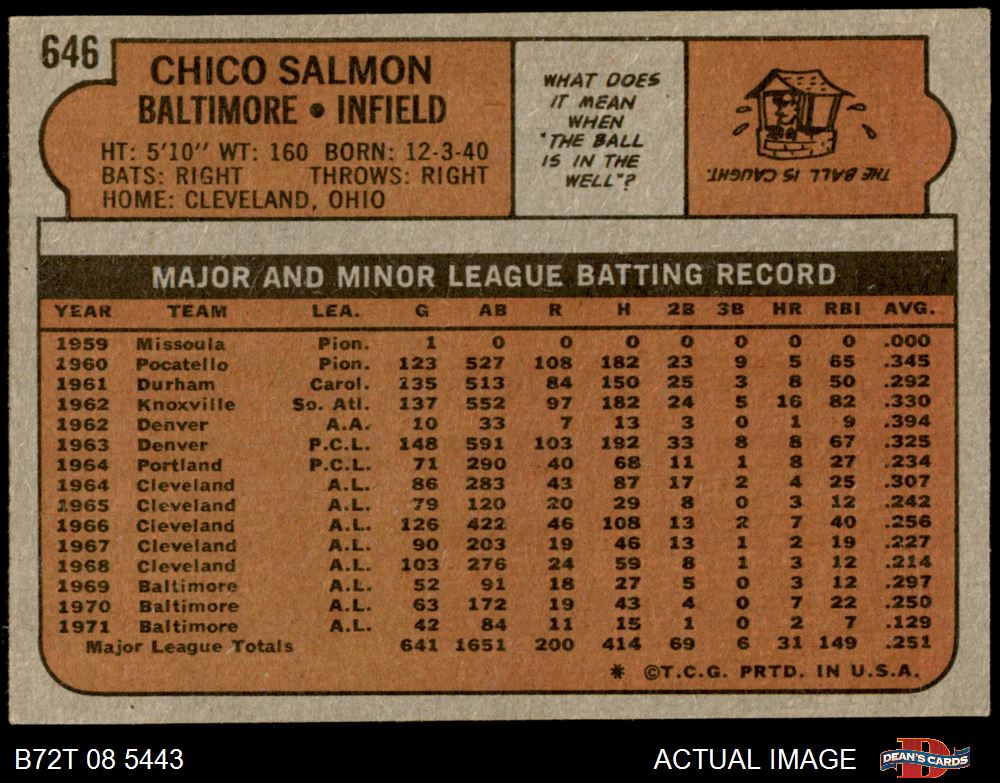 646
CHICO SALMON
BALTIMORE • INFIELD
HT: 5'10" WT: 160 BORN: 12-3-40
BATS: RIGHT THROWS: RIGHT
HOME: CLEVELAND, OHIO
WHAT DOES
IT MEAN
WHEN
"THE BALL
IS IN THE
WELL"?
THE BALL IS CAUGHT.
MAJOR AND MINOR LEAGUE BATTING RECORD
YEAR TEAM LEA. G AB R H 2B 3B HR RBI AVG.
1959 Missoula Pion. 1 0 0 0 0 0 0 0 .000
1960 Pocatello Pion. 123 527 108 182 23 9 5 65 .345
1961 Durham Carol. 135 513 84 150 25 3 8 50 .292
1962 Knoxville So. Atl. 137 552 97 182 24 5 16 82 .330
1962 Denver A.A. 10 33 7 13 3 0 1 9 .394
1963 Denver P.C.L. 148 591 103 192 33 8 8 67 .325
1964 Portland P.C.L. 71 290 40 68 11 1 8 27 .234
1964 Cleveland A.L. 86 283 43 87 17 2 4 25 .307
1965 Cleveland A.L. 79 120 20 29 8 0 3 12 .242
1966 Cleveland A.L. 126 422 46 108 13 2 7 40 .256
1967 Cleveland A.L. 90 203 19 46 13 1 2 19 .227
1968 Cleveland A.L. 103 276 24 59 8 1 3 12 .214
1969 Baltimore A.L. 52 91 18 27 5 0 3 12 .297
1970 Baltimore A.L. 63 172 19 43 4 0 7 22 .250
1971 Baltimore A.L. 42 84 11 15 1 0 2 7 .129
Major League Totals 641 1651 200 414 69 6 31 149 .251
* ©T.C.G. PRTD. IN U.S.A.
B72T 08 5443
ACTUAL IMAGE
DEAN'S CARDS